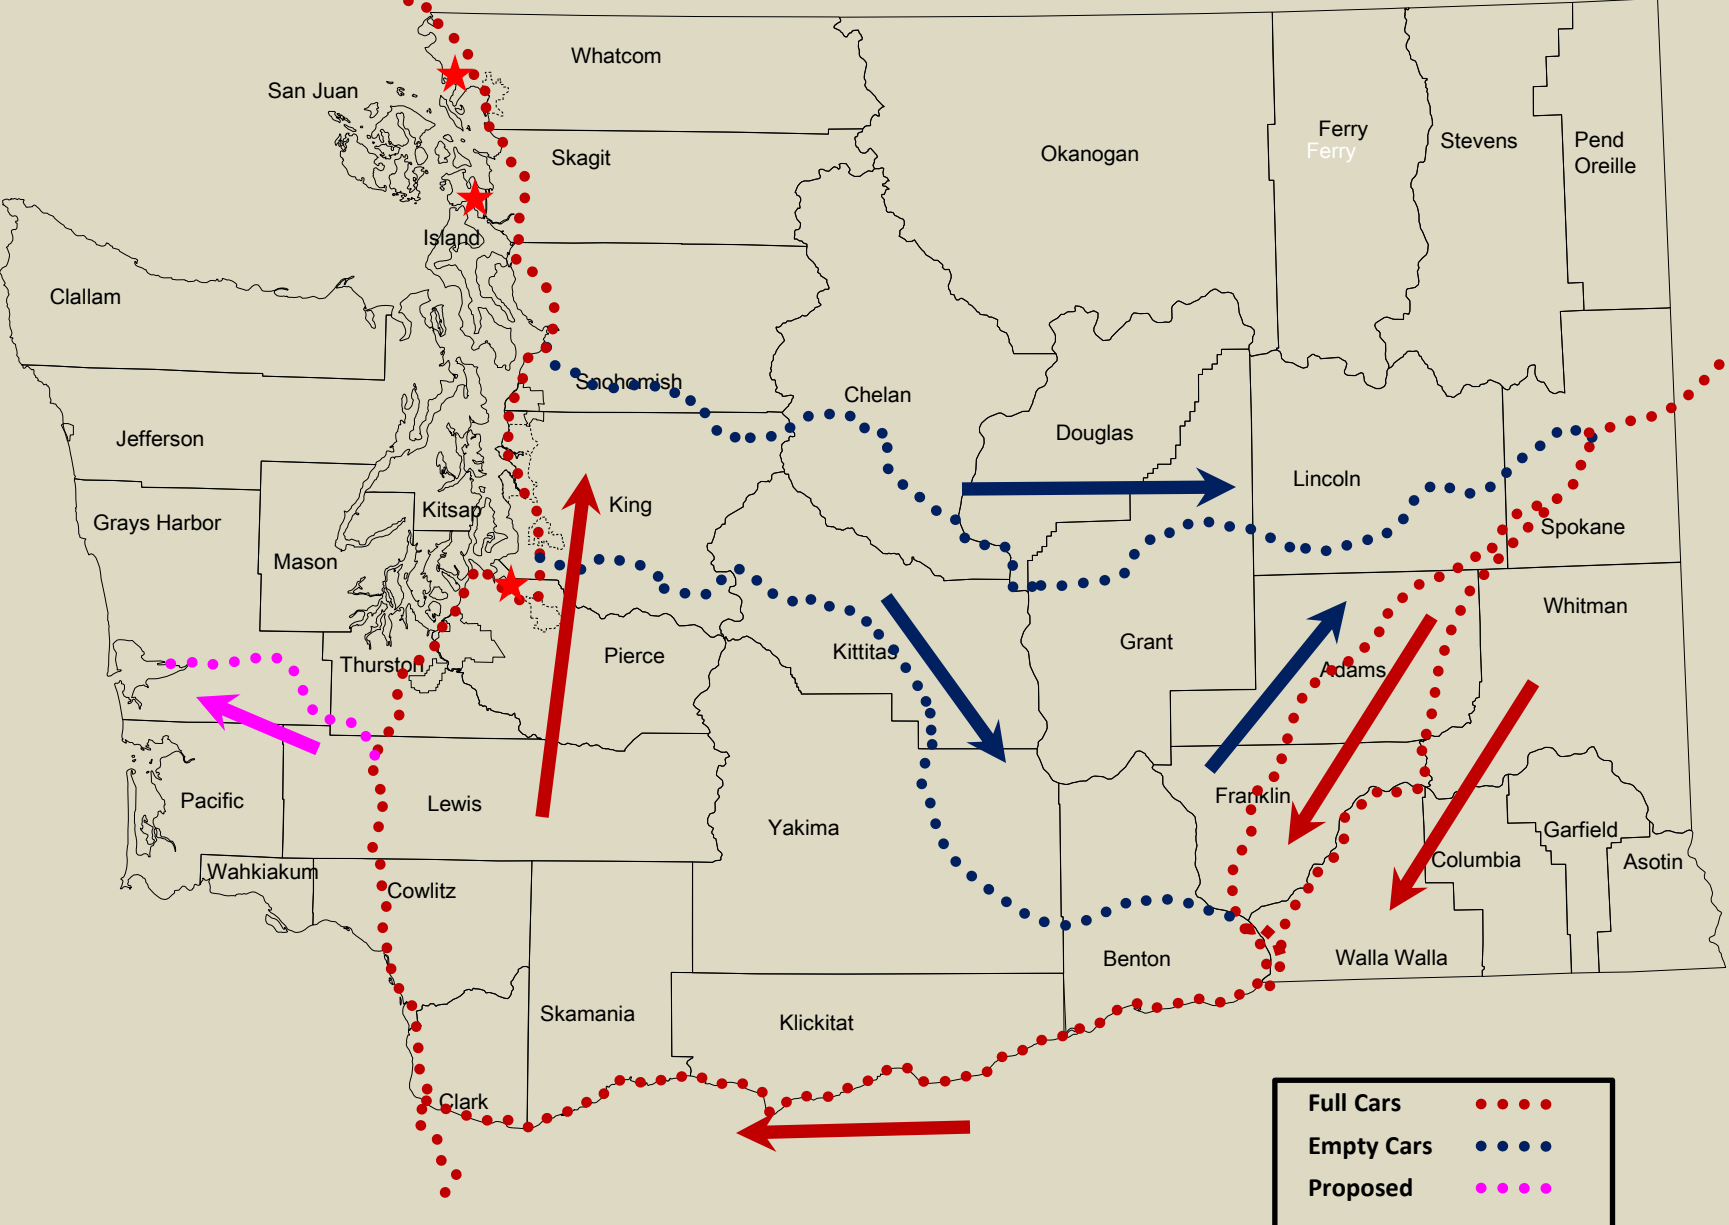 Whatcom
San Juan
Skagit
Okanogan
Ferry
Ferry
Stevens
Pend
Oreille
Island
Clallam
Snohomish
Chelan
Douglas
Jefferson
Lincoln
Kitsap
King
Grays Harbor
Spokane
Mason
Whitman
Thurston
Pierce
Kittitas
Grant
Adams
Pacific
Lewis
Yakima
Franklin
Garfield
Columbia
Asotin
Wahkiakum
Cowlitz
Benton
Walla Walla
Skamania
Klickitat
Clark
Full Cars
Empty Cars
Proposed